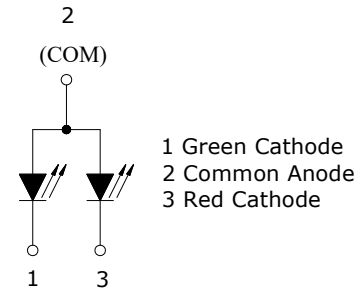 2
(COM)
1 Green Cathode
2 Common Anode
3 Red Cathode
1 3